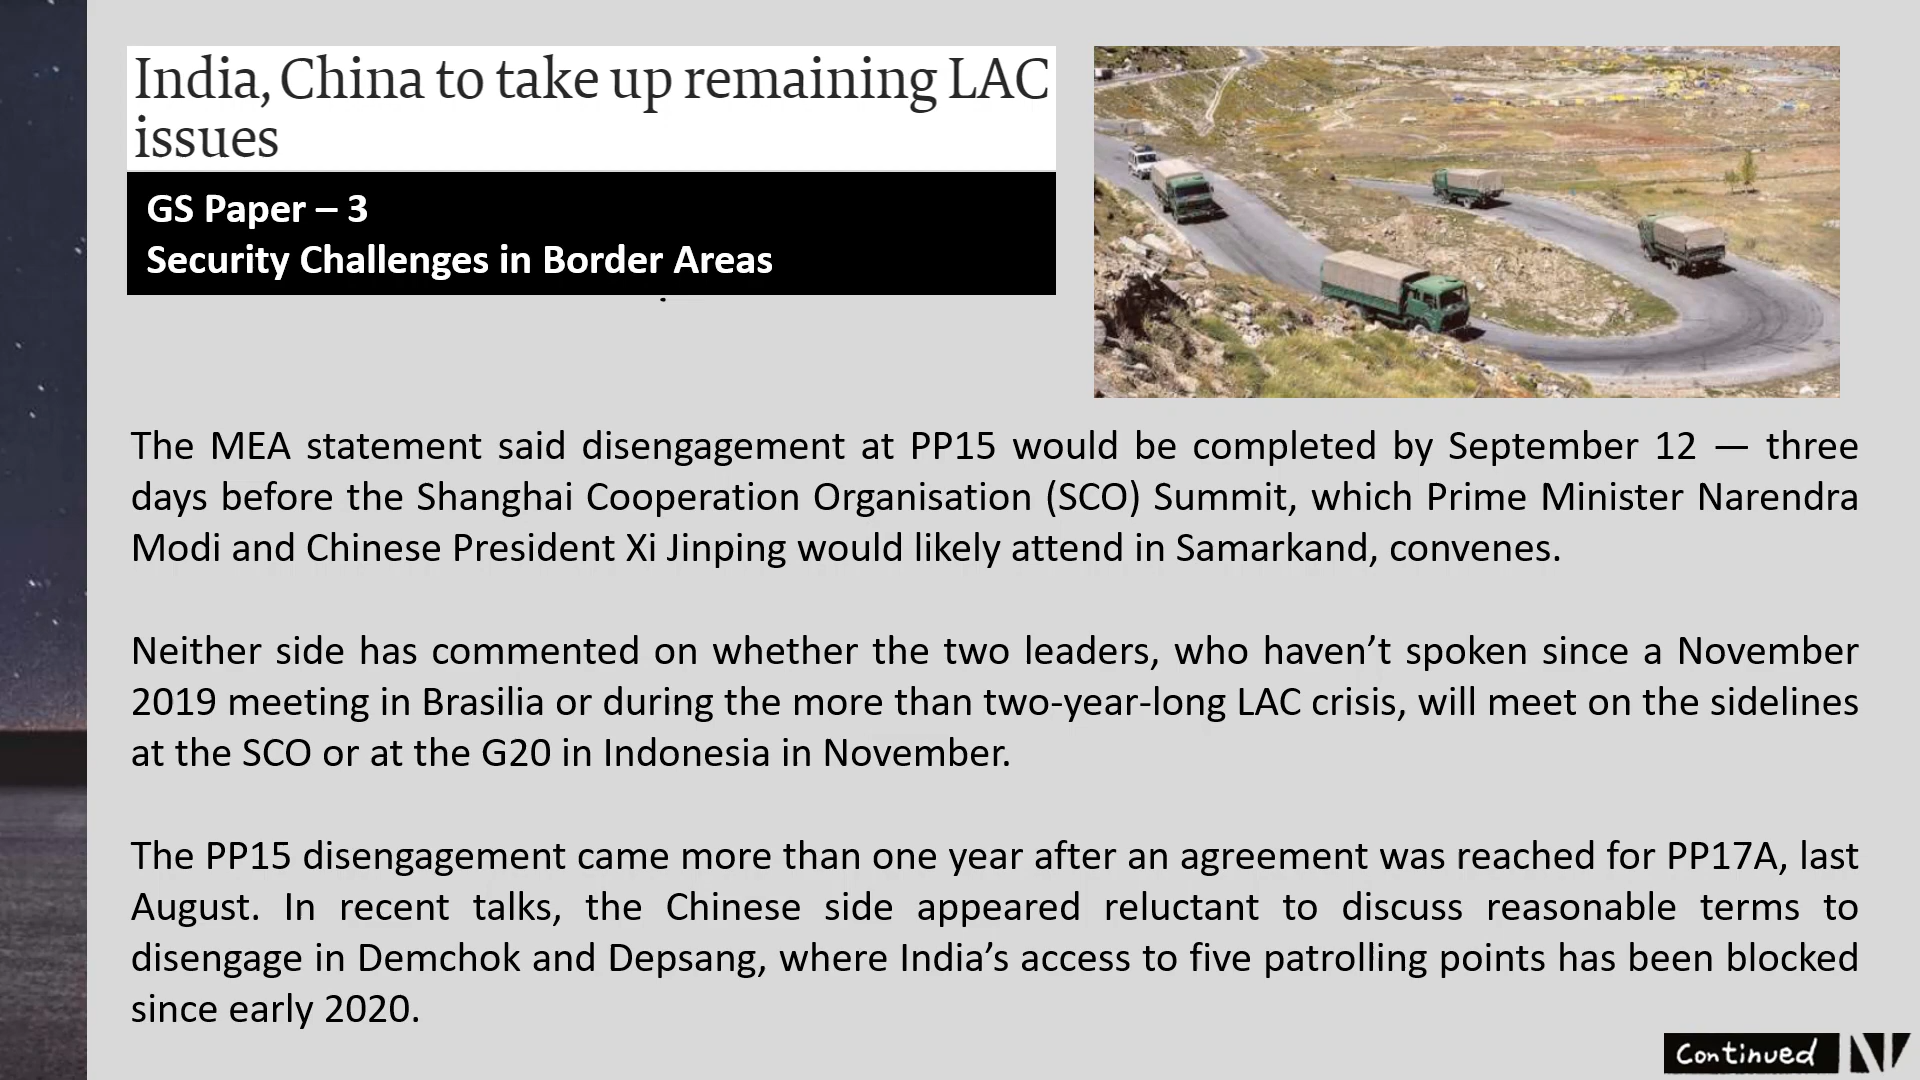 India, China to take up remaining LAC
issues
GS Paper – 3
Security Challenges in Border Areas
The MEA statement said disengagement at PP15 would be completed by September 12 — three
days before the Shanghai Cooperation Organisation (SCO) Summit, which Prime Minister Narendra
Modi and Chinese President Xi Jinping would likely attend in Samarkand, convenes.
Neither side has commented on whether the two leaders, who haven’t spoken since a November
2019 meeting in Brasilia or during the more than two-year-long LAC crisis, will meet on the sidelines
at the SCO or at the G20 in Indonesia in November.
The PP15 disengagement came more than one year after an agreement was reached for PP17A, last
August. In recent talks, the Chinese side appeared reluctant to discuss reasonable terms to
disengage in Demchok and Depsang, where India’s access to five patrolling points has been blocked
since early 2020.
Continued